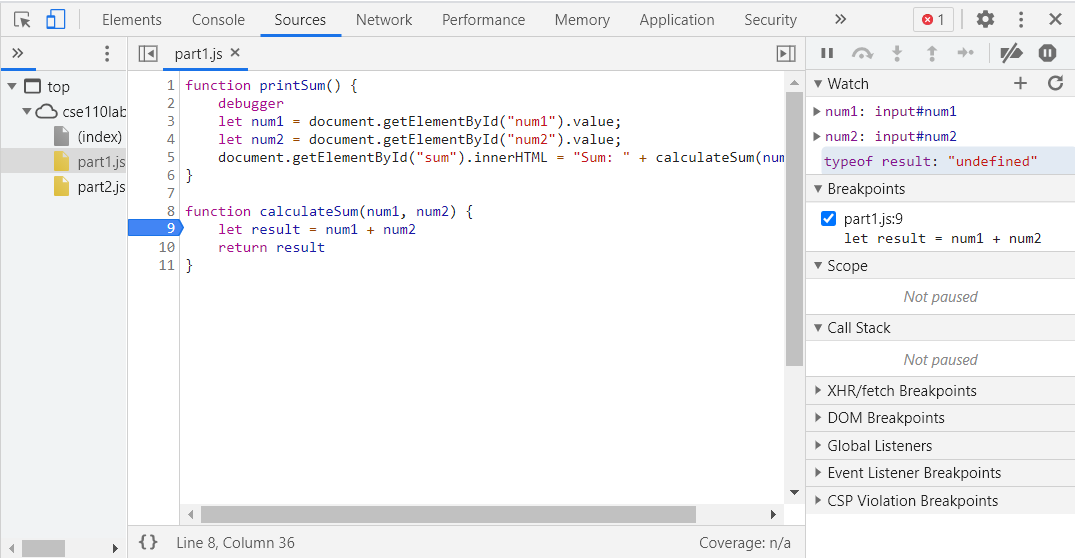 Elements Console Sources Network Performance Memory Application Security » 1
» part1.js
top
cse110lab
(index)
part1.js
part2.js
1 function printSum() {
2 debugger
3 let num1 = document.getElementById("num1").value;
4 let num2 = document.getElementById("num2").value;
5 document.getElementById("sum").innerHTML = "Sum: " + calculateSum(num
6 }
7
8 function calculateSum(num1, num2) {
9 let result = num1 + num2
10 return result
11 }
{ } Line 8, Column 36 Coverage: n/a
Watch
num1: input#num1
num2: input#num2
typeof result: "undefined"
Breakpoints
part1.js:9
let result = num1 + num2
Scope
Not paused
Call Stack
Not paused
XHR/fetch Breakpoints
DOM Breakpoints
Global Listeners
Event Listener Breakpoints
CSP Violation Breakpoints